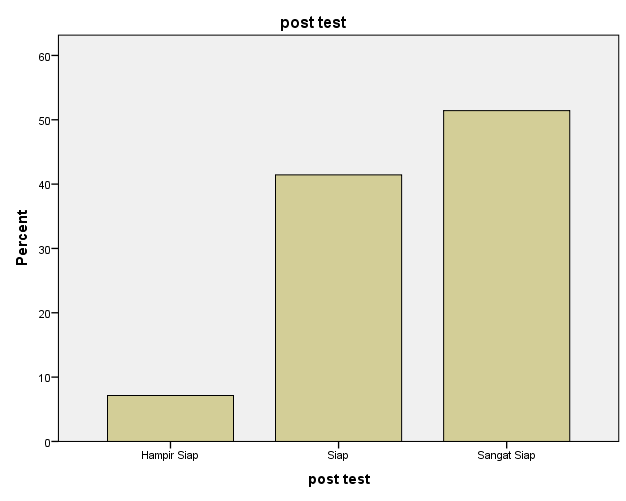 post test
Percent
60
50
40
30
20
10
0
Hampir Siap
Siap
Sangat Siap
post test